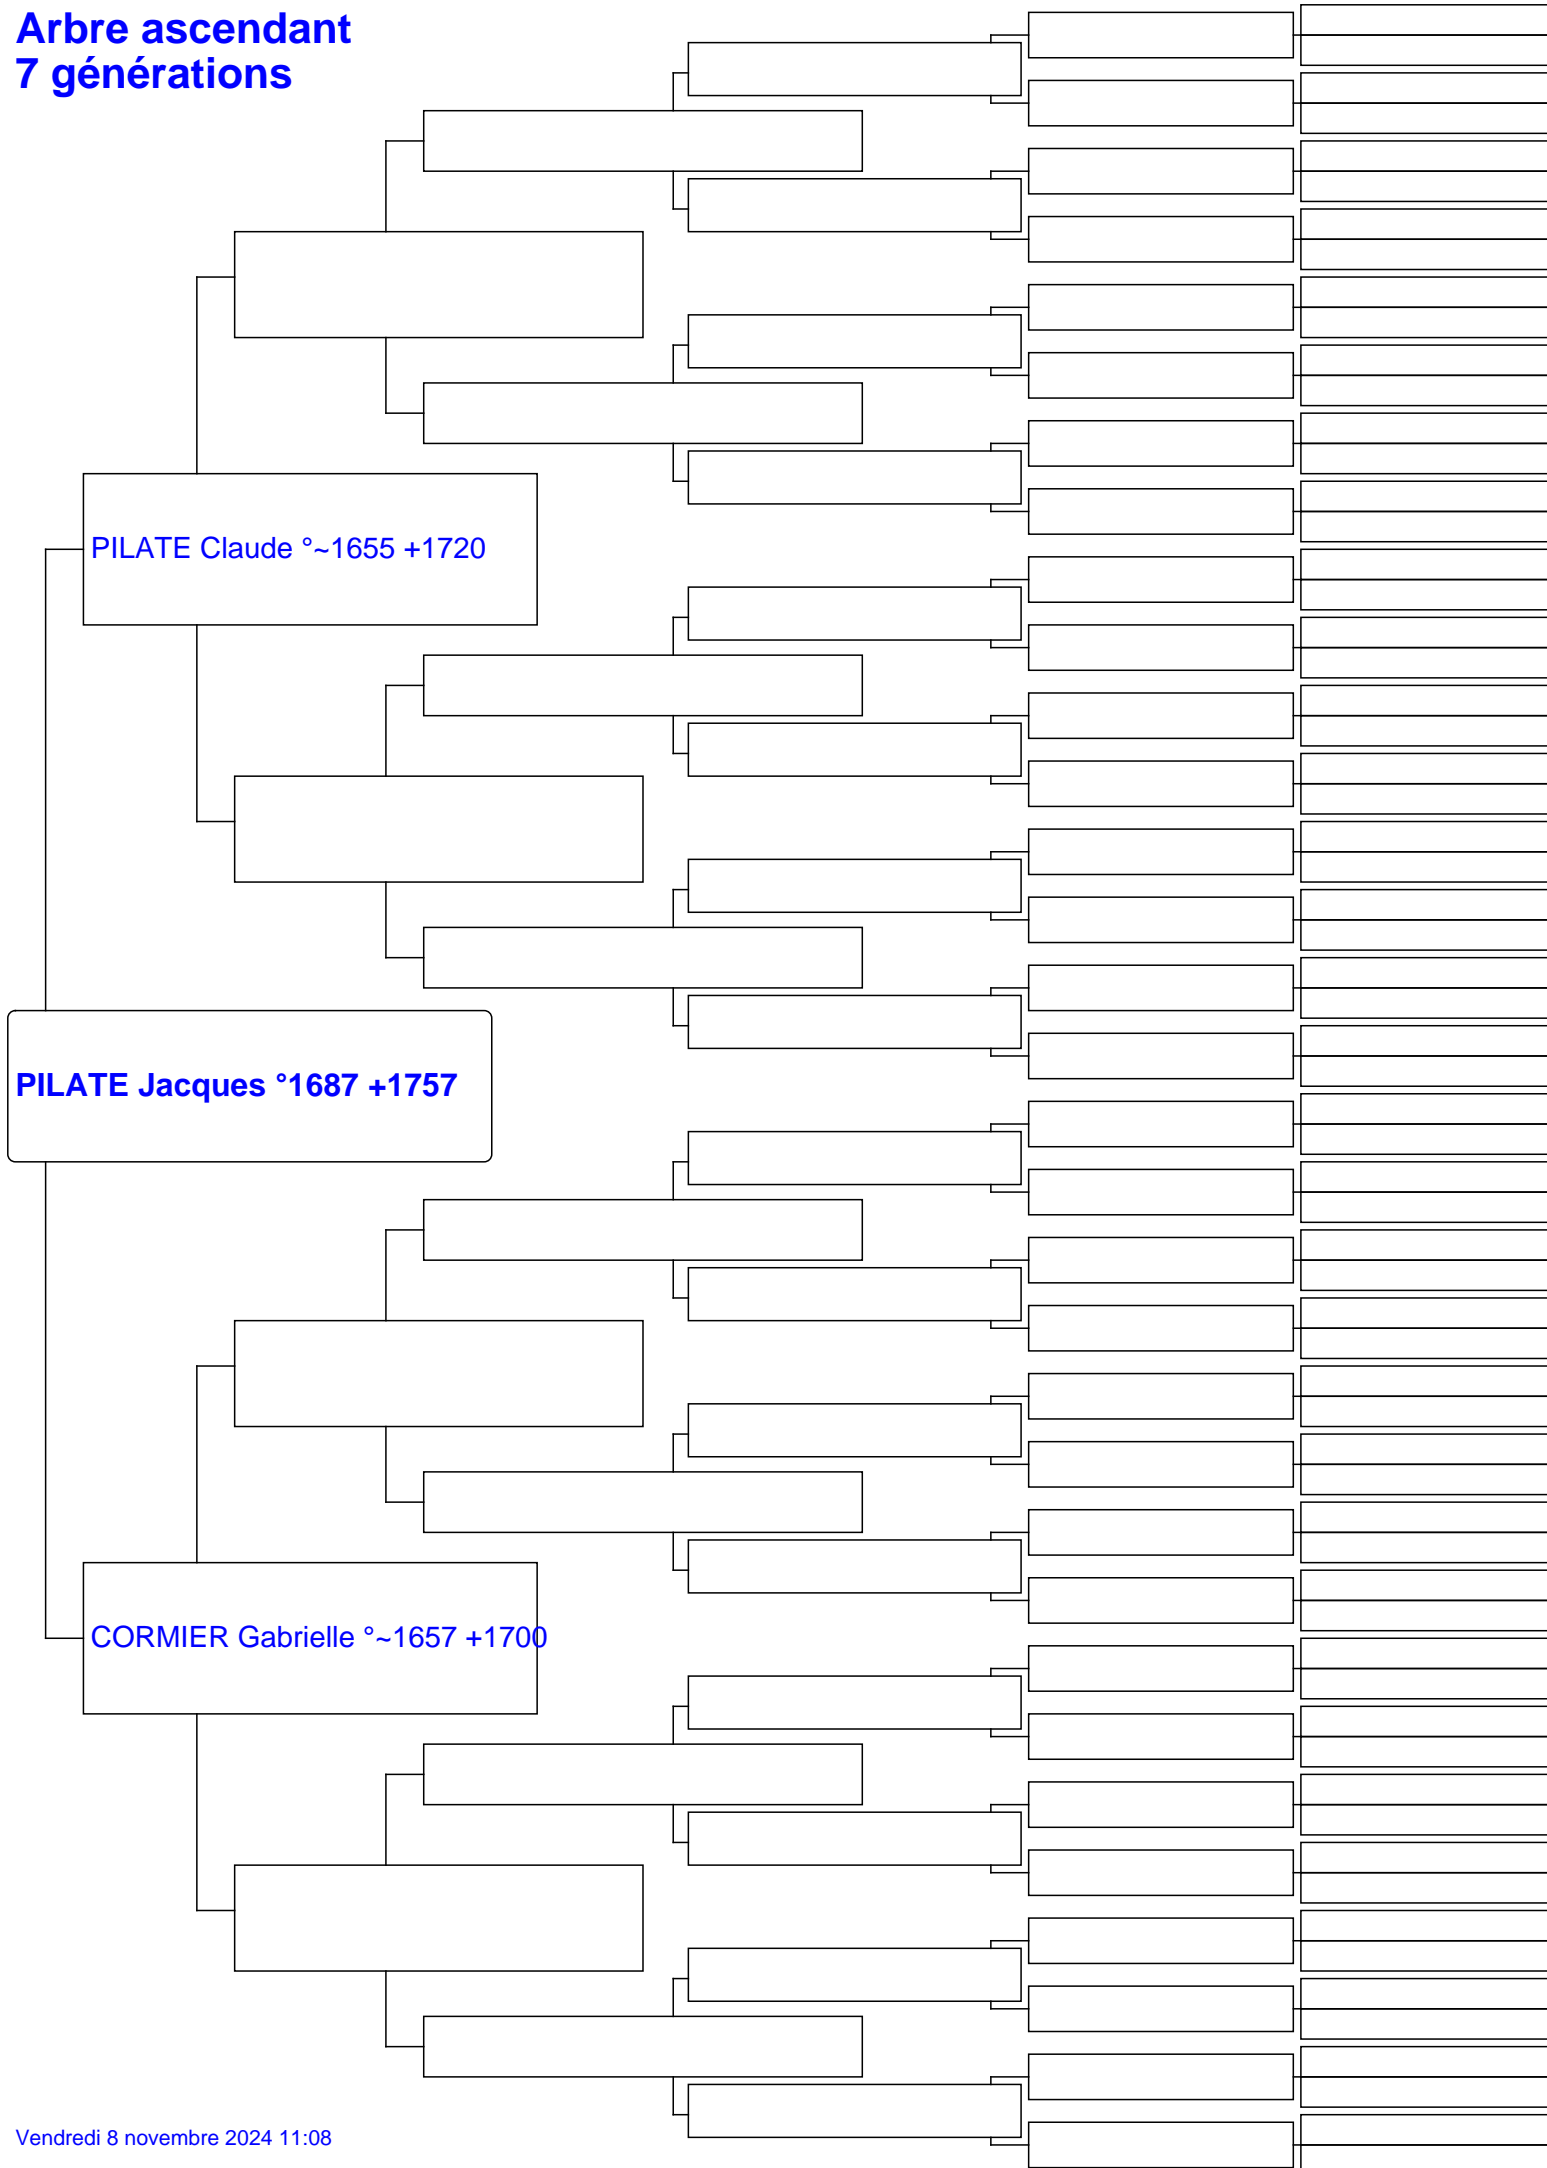 Arbre ascendant
7 générations
PILATE Claude °~1655 +1720
PILATE Jacques °1687 +1757
CORMIER Gabrielle °~1657 +1700
Vendredi 8 novembre 2024 11:08